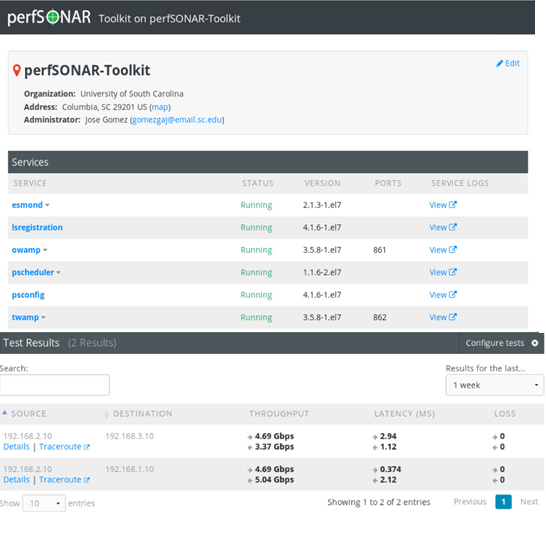 perfSONAR Toolkit on perfSONAR-Toolkit
perfSONAR-Toolkit
Edit
Organization: University of South Carolina
Address: Columbia, SC 29201 US (map)
Administrator: Jose Gomez (gomezgaj@email.sc.edu)
Services
SERVICE STATUS VERSION PORTS SERVICE LOGS
esmond Running 2.1.3-1.el7 View
lsregistration Running 4.1.6-1.el7 View
owamp Running 3.5.8-1.el7 861 View
pscheduler Running 1.1.6-2.el7 View
psconfig Running 4.1.6-1.el7 View
twamp Running 3.5.8-1.el7 862 View
Test Results (2 Results) Configure tests
Search: Results for the last...
1 week
SOURCE DESTINATION THROUGHPUT LATENCY (MS) LOSS
192.168.2.10 192.168.3.10 → 4.69 Gbps → 2.94 → 0
Details | Traceroute ← 3.37 Gbps ← 1.12 ← 0
192.168.2.10 192.168.1.10 → 4.69 Gbps → 0.374 → 0
Details | Traceroute ← 5.04 Gbps ← 2.12 ← 0
Show 10 entries Showing 1 to 2 of 2 entries Previous 1 Next